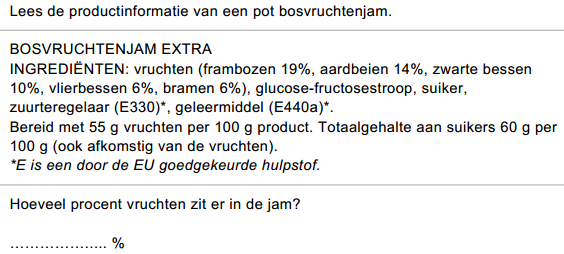 Lees de productinformatie van een pot bosvruchtenjam.
BOSVRUCHTENJAM EXTRA
INGREDIËNTEN: vruchten (frambozen 19%, aardbeien 14%, zwarte bessen
10%, vlierbessen 6%, bramen 6%), glucose-fructosestroop, suiker,
zuurteregelaar (E330)*, geleermiddel (E440a)*.
Bereid met 55 g vruchten per 100 g product. Totaalgehalte aan suikers 60 g per
100 g (ook afkomstig van de vruchten).
*E is een door de EU goedgekeurde hulpstof.
Hoeveel procent vruchten zit er in de jam?
……………….. %